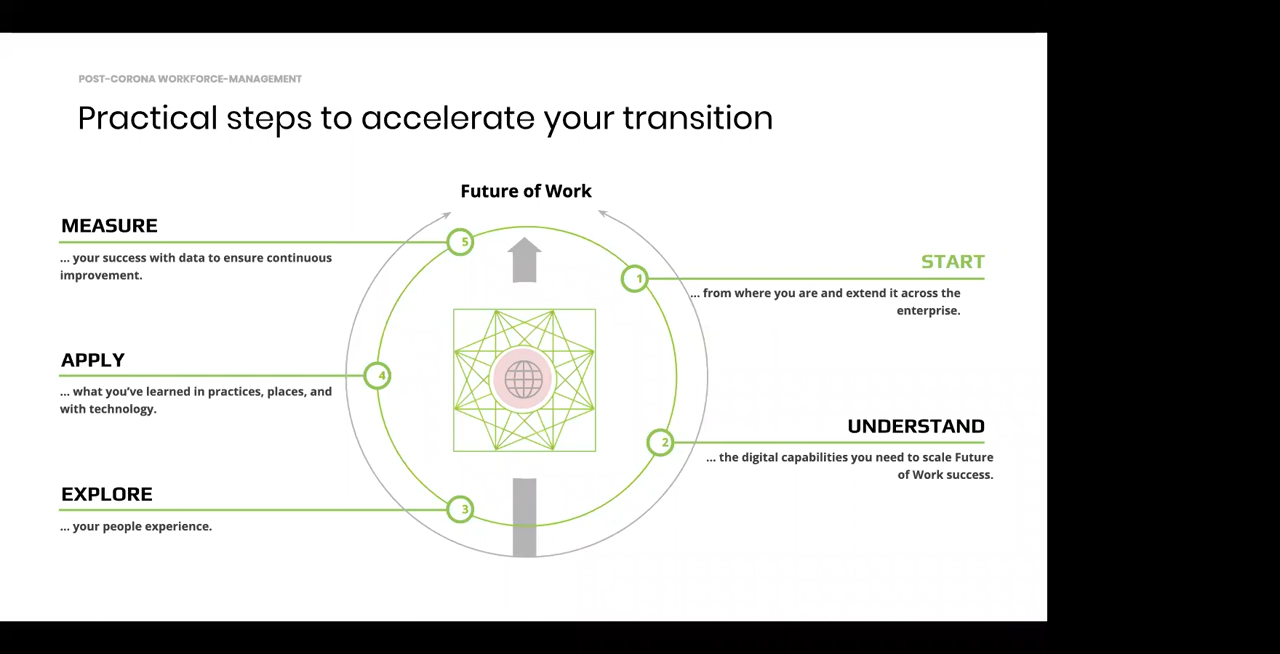 POST-CORONA WORKFORCE-MANAGEMENT
Practical steps to accelerate your transition
Future of Work
1
START
... from where you are and extend it across the
enterprise.
2
UNDERSTAND
... the digital capabilities you need to scale Future
of Work success.
3
EXPLORE
... your people experience.
4
APPLY
... what you’ve learned in practices, places, and
with technology.
5
MEASURE
... your success with data to ensure continuous
improvement.